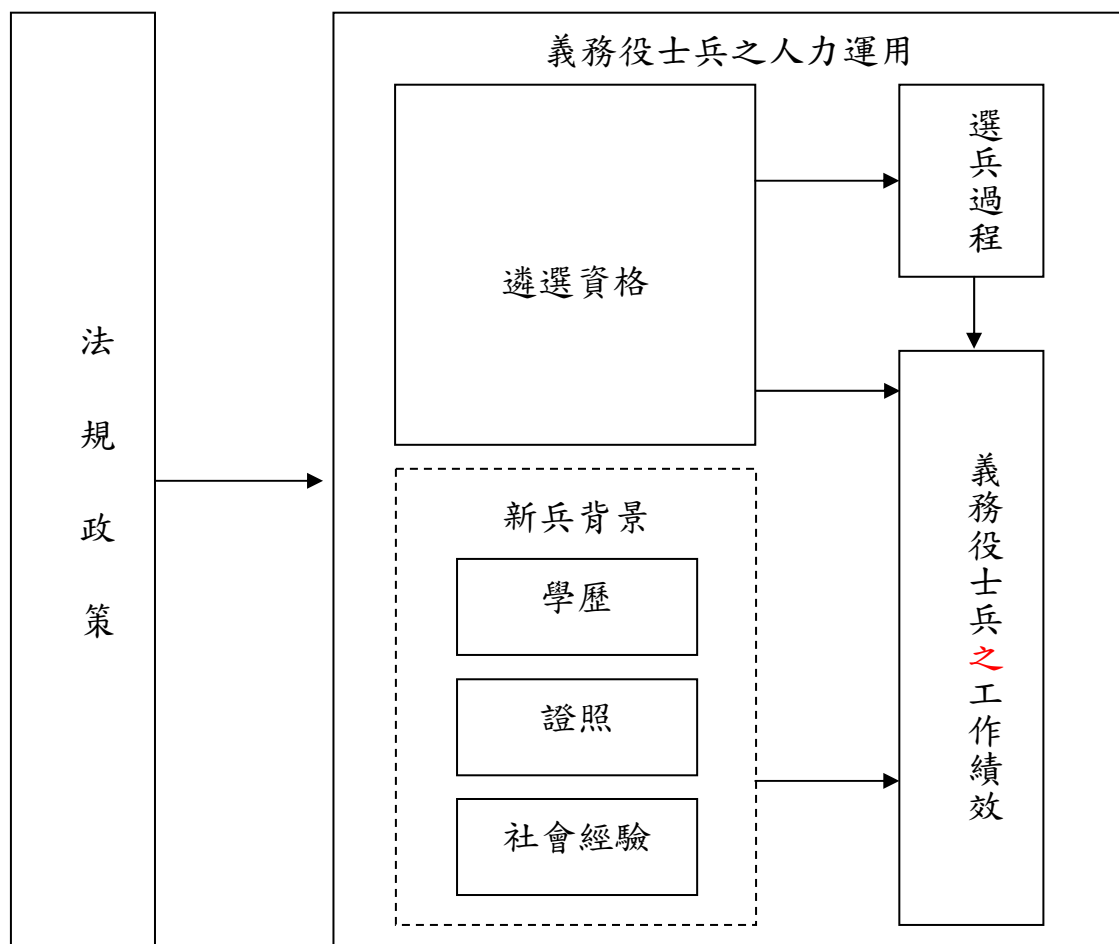 法規政策
義務役士兵之人力運用
遴選資格
選兵過程
新兵背景
學歷
證照
社會經驗
義務役士兵之工作績效